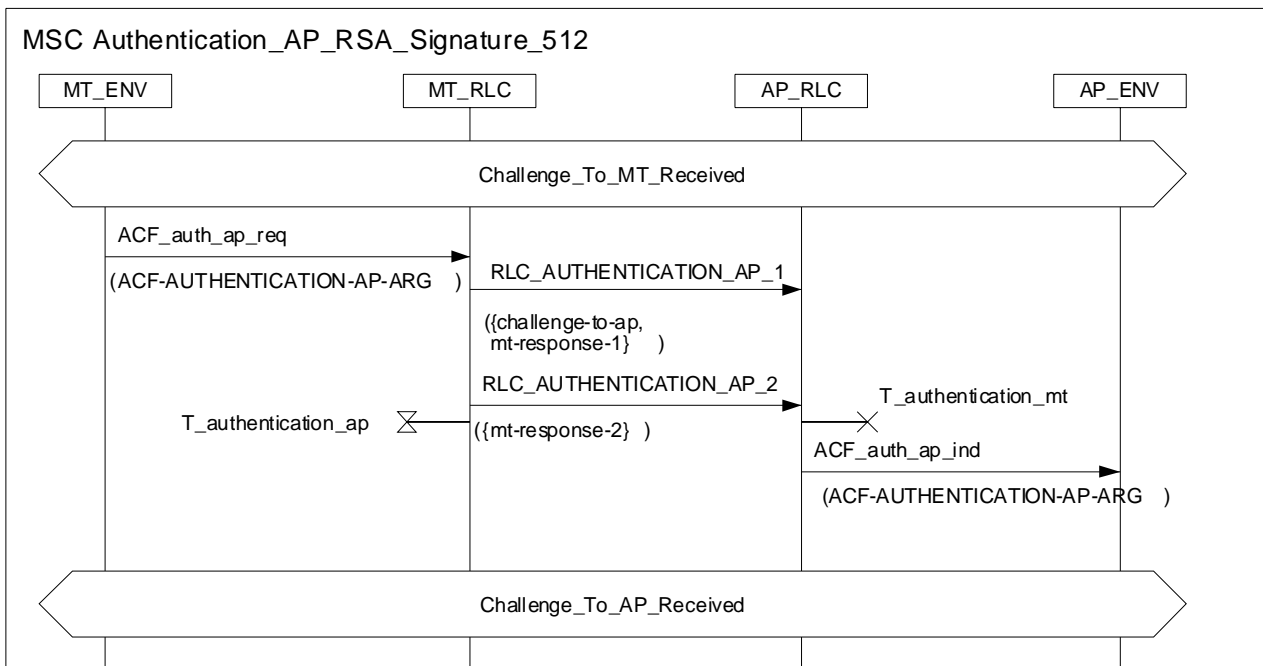 MSC Authentication_AP_RSA_Signature_512
MT_ENV
MT_RLC
AP_RLC
AP_ENV
Challenge_To_MT_Received
ACF_auth_ap_req
(ACF-AUTHENTICATION-AP-ARG )
RLC_AUTHENTICATION_AP_1
({challenge-to-ap,
mt-response-1} )
RLC_AUTHENTICATION_AP_2
T_authentication_mt
T_authentication_ap
({mt-response-2} )
ACF_auth_ap_ind
(ACF-AUTHENTICATION-AP-ARG )
Challenge_To_AP_Received